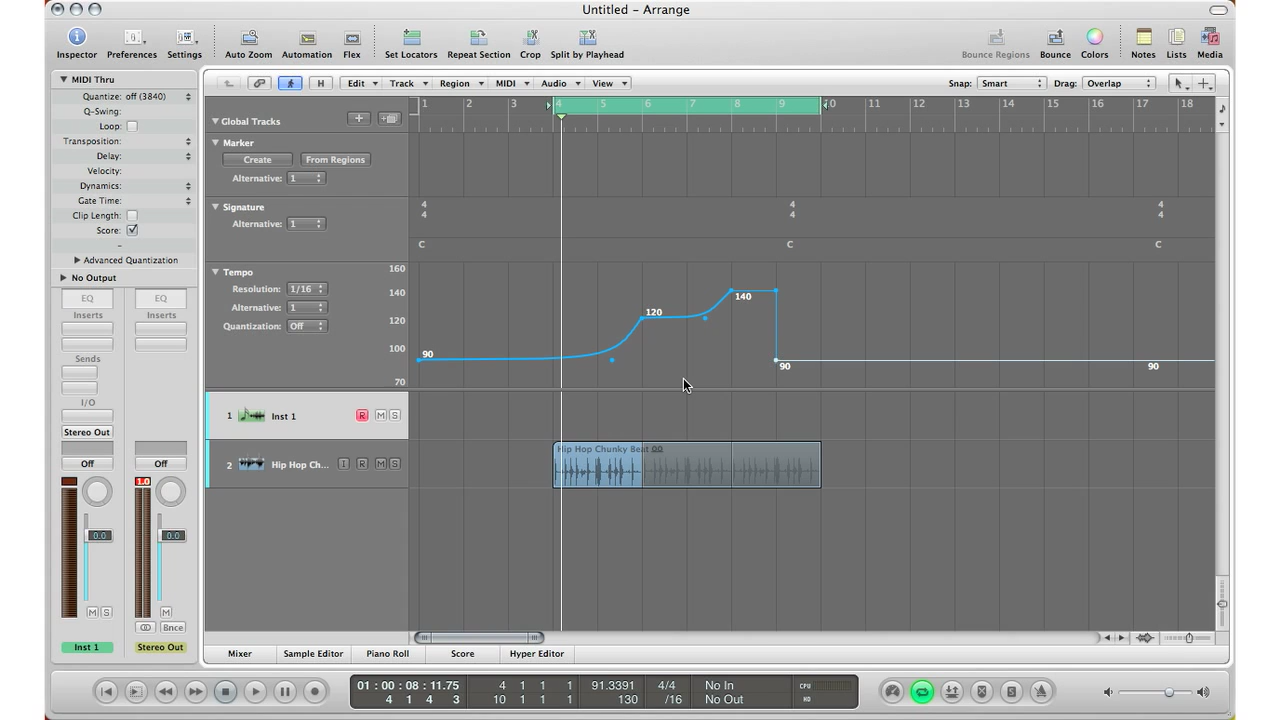 Untitled - Arrange
Inspector Preferences Settings Auto Zoom Automation Flex Set Locators Repeat Section Crop Split by Playhead Bounce Regions Bounce Colors Notes Lists Media
MIDI Thru
Quantize: off (3840)
Q-Swing:
Loop:
Transposition:
Delay:
Velocity:
Dynamics:
Gate Time:
Clip Length:
Score:
Advanced Quantization
No Output
EQ EQ
Inserts Inserts
Sends
I/O
Stereo Out
Off Off
1.0
0.0 0.0
M S M
Bnce
Inst 1 Stereo Out
H Edit Track Region MIDI Audio View Snap: Smart Drag: Overlap
1 2 3 4 5 6 7 8 9 10 11 12 13 14 15 16 17 18
Global Tracks
Marker
Create From Regions
Alternative: 1
Signature 4 4 4
4 4 4
Alternative: 1
C C C
Tempo 160
Resolution: 1/16 140
140
Alternative: 1
120
Quantization: Off 120
90 100
90 90
70
1 Inst 1 R M S
Hip Hop Chunky Beat 00
2 Hip Hop Ch... I R M S
Mixer Sample Editor Piano Roll Score Hyper Editor
01 : 00 : 08 : 11.75 4 1 1 1 91.3391 4/4 No In CPU
4 1 4 3 10 1 1 1 130 /16 No Out HD